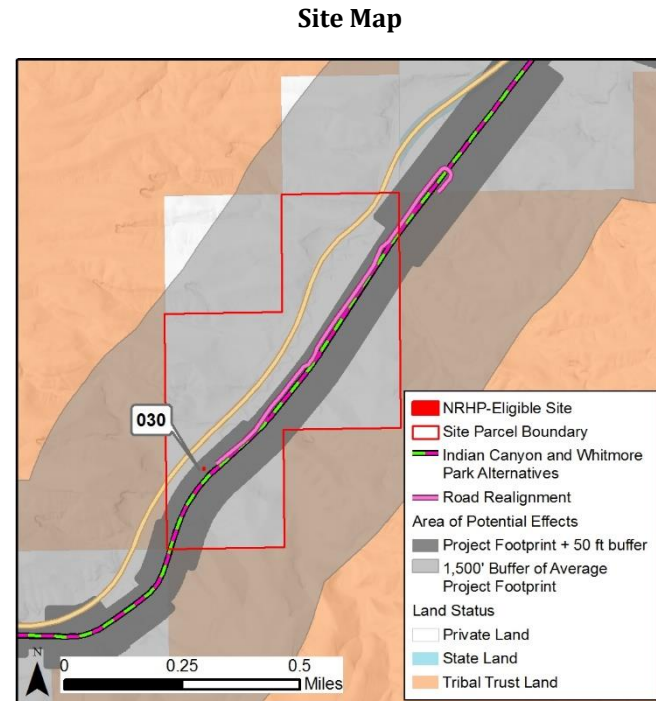 Site Map
030
NRHP-Eligible Site
Site Parcel Boundary
Indian Canyon and Whitmore
Park Alternatives
Road Realignment
Area of Potential Effects
Project Footprint + 50 ft buffer
1,500' Buffer of Average
Project Footprint
Land Status
Private Land
State Land
Tribal Trust Land
N
0 0.25 0.5
Miles